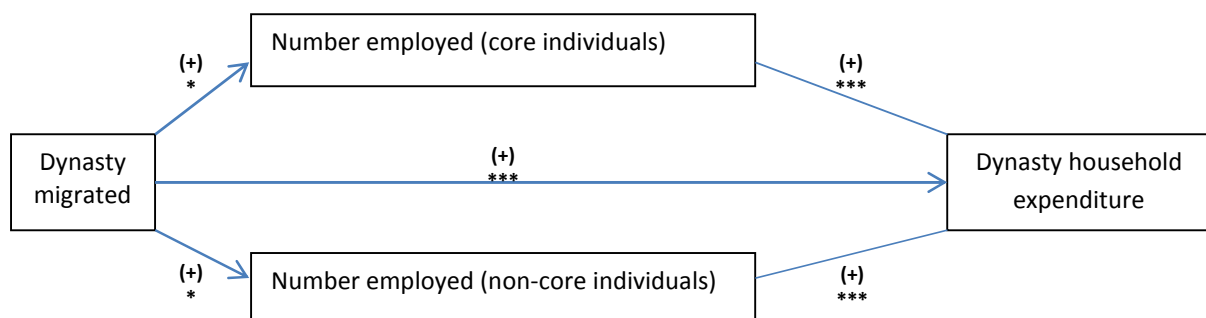 Number employed (core individuals)
(+)
*
(+)
***
Dynasty
migrated
(+)
***
Dynasty household
expenditure
(+)
*
Number employed (non-core individuals)
(+)
***